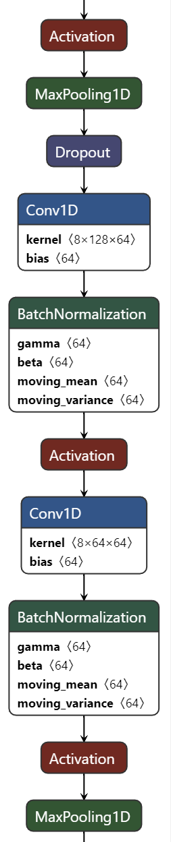 Activation
MaxPooling1D
Dropout
Conv1D
kernel 〈8×128×64〉
bias 〈64〉
BatchNormalization
gamma 〈64〉
beta 〈64〉
moving_mean 〈64〉
moving_variance 〈64〉
Activation
Conv1D
kernel 〈8×64×64〉
bias 〈64〉
BatchNormalization
gamma 〈64〉
beta 〈64〉
moving_mean 〈64〉
moving_variance 〈64〉
Activation
MaxPooling1D